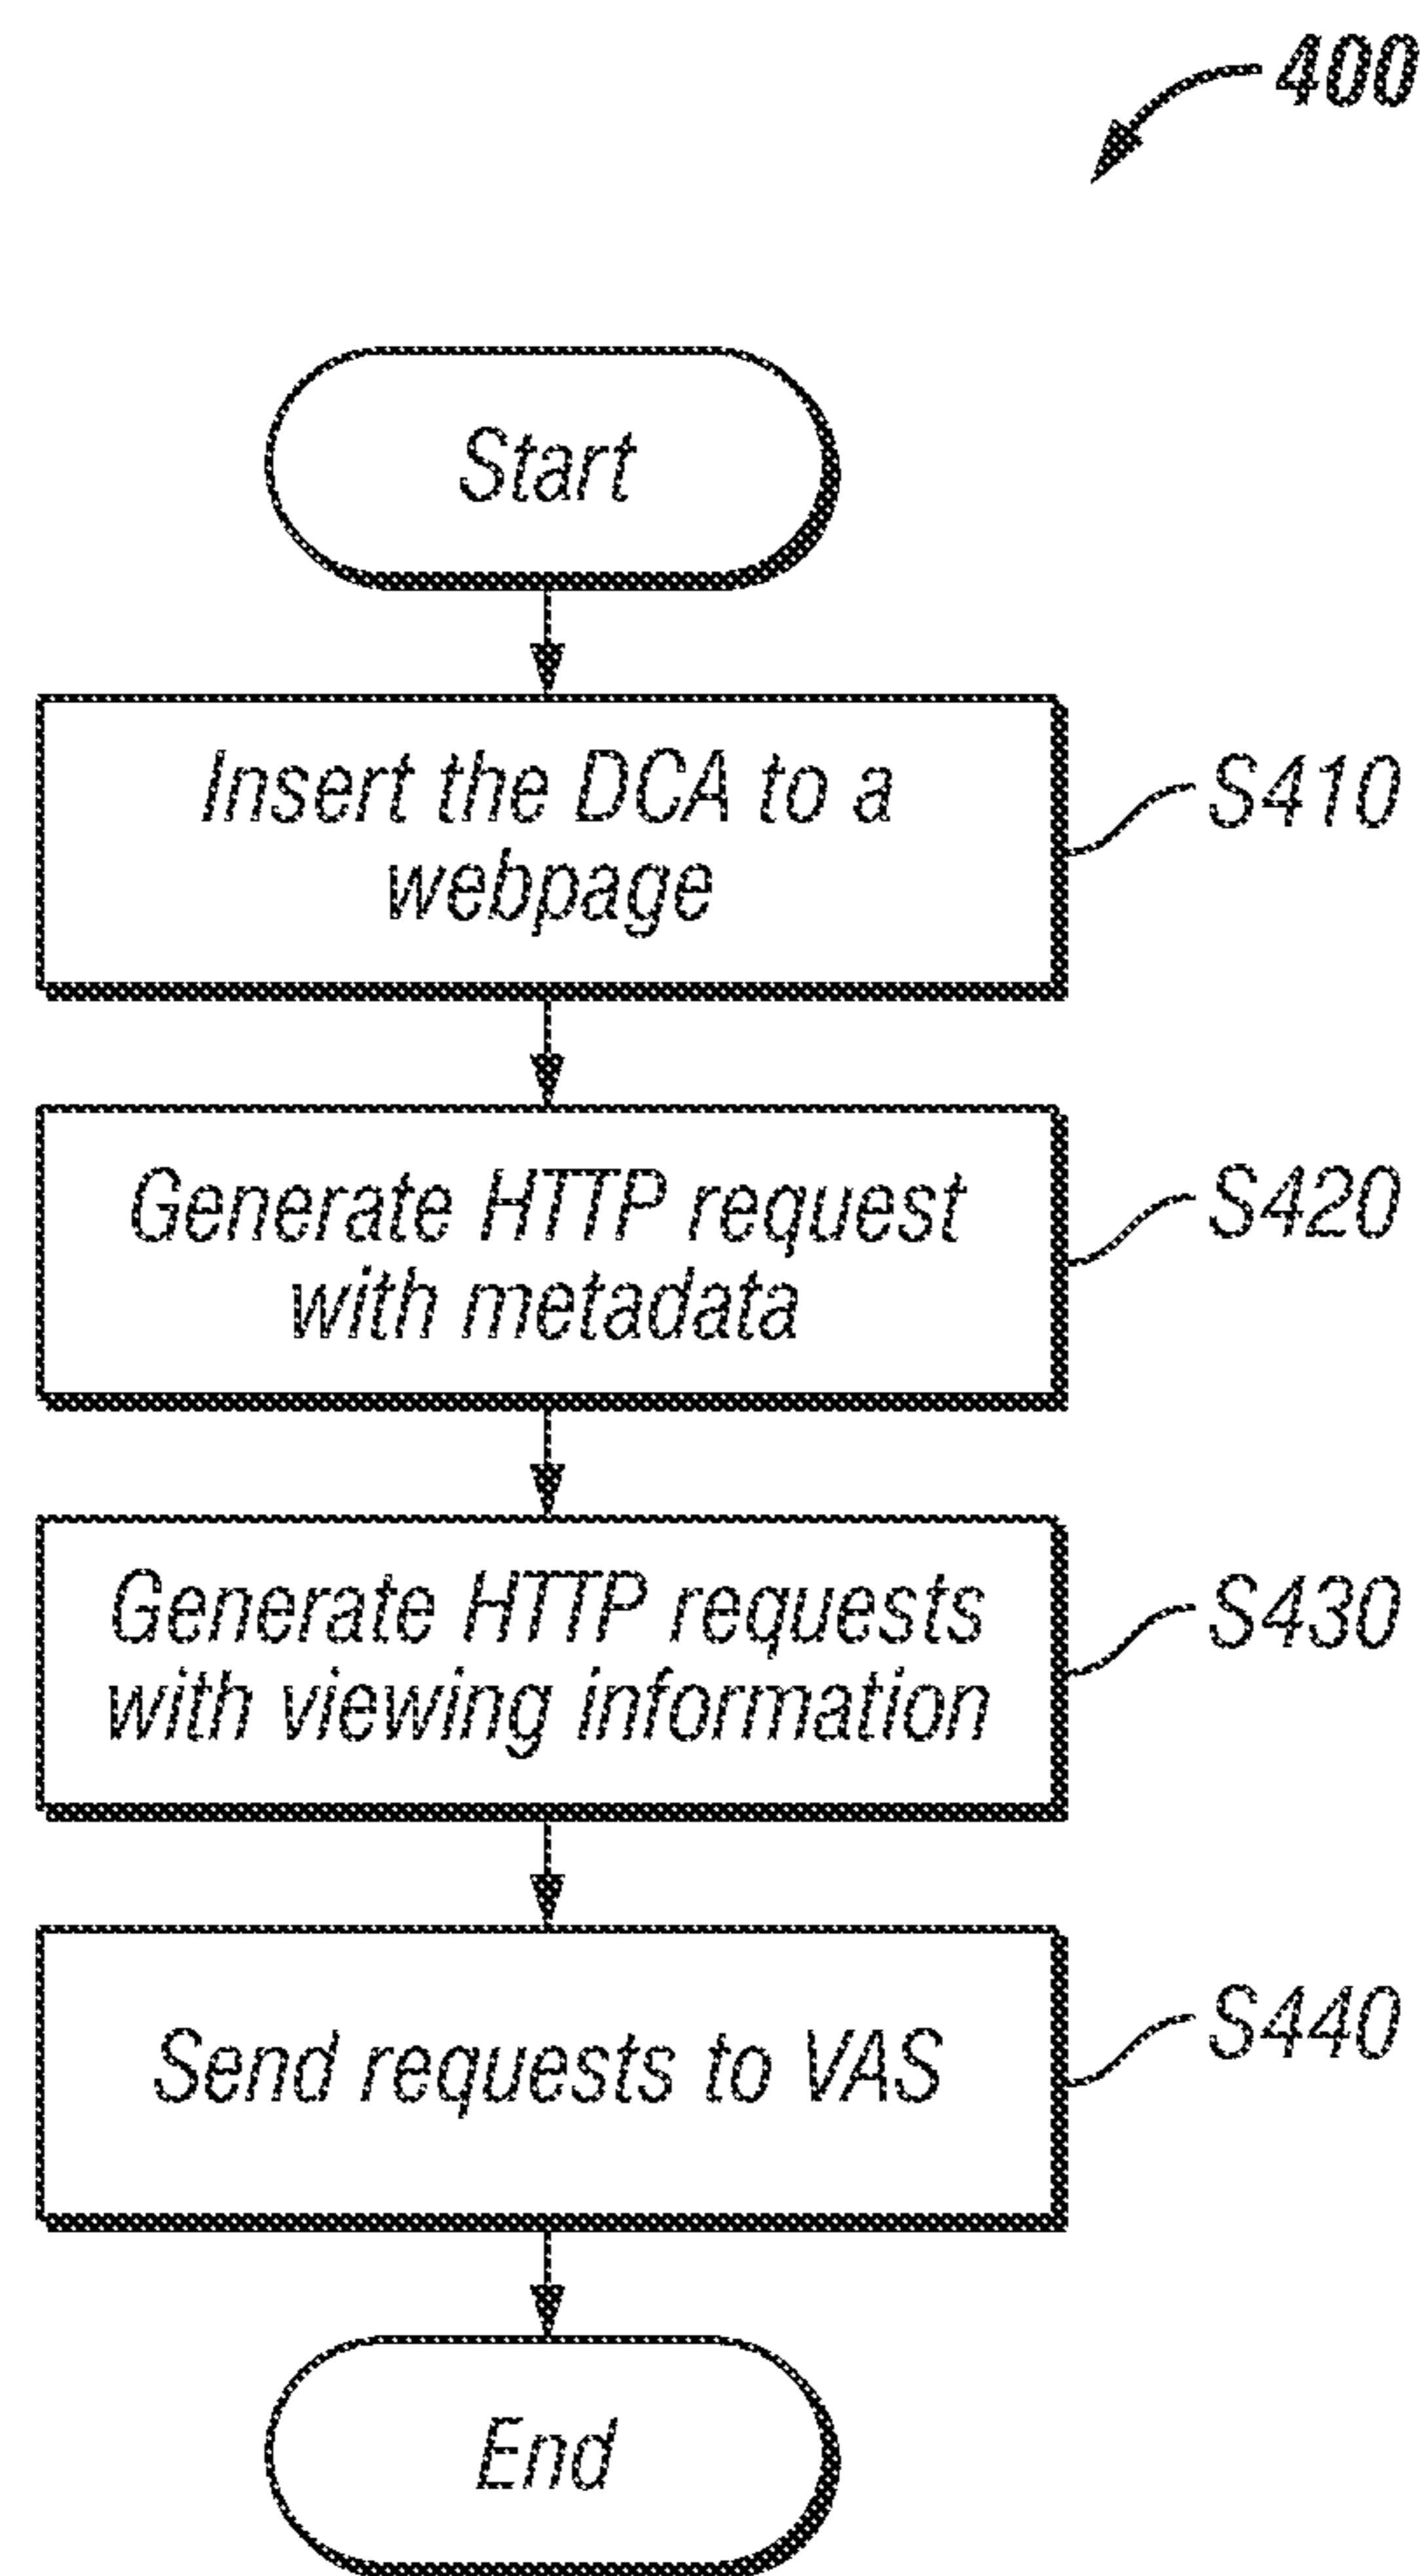 400
Start
Insert the DCA to a
webpage
S410
Generate HTTP request
with metadata
S420
Generate HTTP requests
with viewing information
S430
Send requests to VAS
S440
End